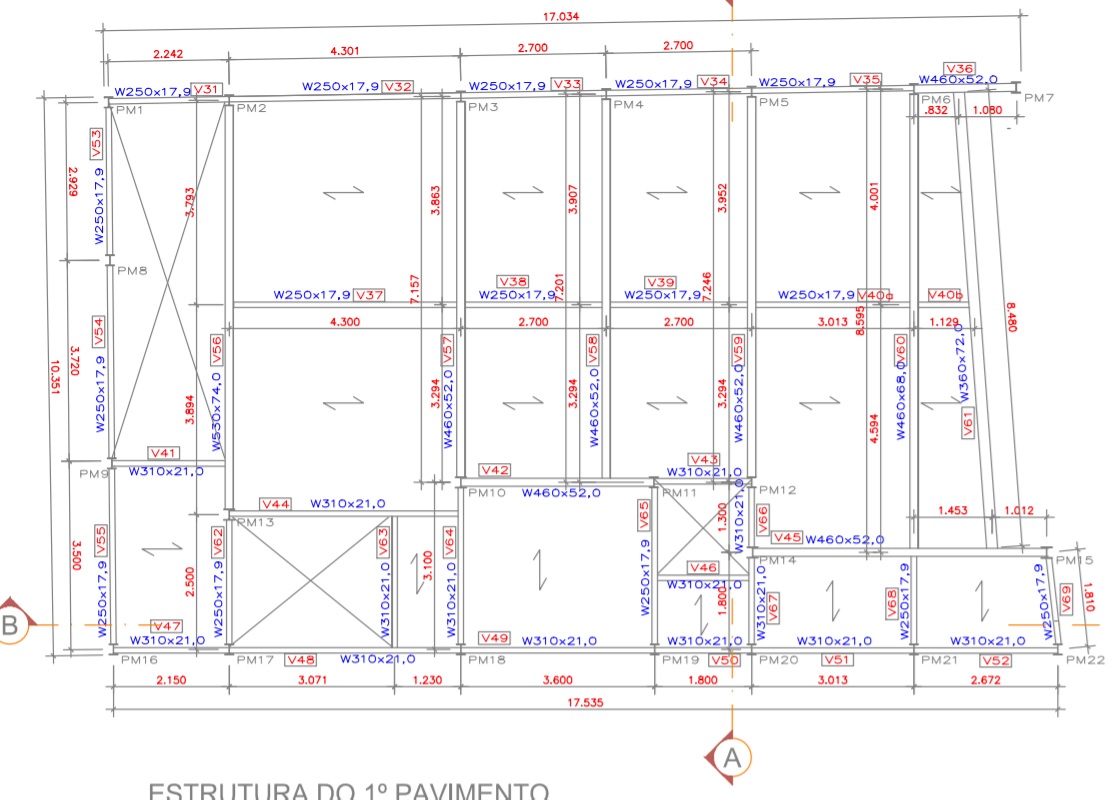 17.034
2.242
4.301
2.700
2.700
W250x17,9 V31
W250x17,9 V32
W250x17,9 V33
W250x17,9 V34
W250x17,9 V35
V36
W460x52,0
PM1
PM2
PM3
PM4
PM5
PM6
PM7
.832
1.080
V53
W250x17,9
2.929
3.793
3.863
3.907
3.952
4.001
PM8
7.157
7.201
7.246
8.595
8.480
W250x17,9 V37
V38
W250x17,9
V39
W250x17,9
W250x17,9 V40a
V40b
4.300
2.700
2.700
3.013
1.129
10.351
3.720
V54
W250x17,9
3.894
V56
W530x74,0
V57
W460x52,0
3.294
3.294
V58
W460x52,0
3.294
V59
W460x52,0
4.594
V60
W460x68,0
W360x72,0
V61
V41
PM9
W310x21,0
V42
PM10
W460x52,0
V43
W310x21,0
PM11
PM12
V44
W310x21,0
PM13
1.453
1.012
3.500
V55
W250x17,9
2.500
V62
W250x17,9
V63
W310x21,0
3.100
V64
W310x21,0
V65
W250x17,9
1.300
W310x21,0
V66
V45
W460x52,0
PM14
PM15
V46
W310x21,0
1.800
W310x21,0
V67
V68
W250x17,9
W250x17,9
V69
1.810
B
V47
W310x21,0
V48
W310x21,0
V49
W310x21,0
W310x21,0
V50
W310x21,0
V51
W310x21,0
V52
PM16
PM17
PM18
PM19
PM20
PM21
PM22
2.150
3.071
1.230
3.600
1.800
3.013
2.672
17.535
A
ESTRUTURA DO 1º PAVIMENTO